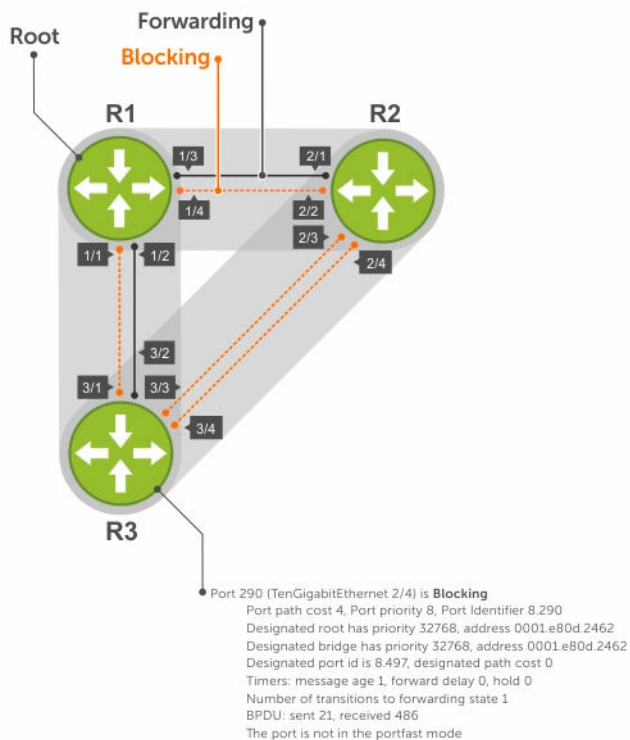 Forwarding
Root
Blocking
R1
R2
1/3
2/1
1/4
2/2
2/3
1/1
1/2
2/4
3/2
3/1
3/3
3/4
R3
Port 290 (TenGigabitEthernet 2/4) is Blocking
Port path cost 4, Port priority 8, Port Identifier 8.290
Designated root has priority 32768, address 0001.e80d.2462
Designated bridge has priority 32768, address 0001.e80d.2462
Designated port id is 8.497, designated path cost 0
Timers: message age 1, forward delay 0, hold 0
Number of transitions to forwarding state 1
BPDU: sent 21, received 486
The port is not in the portfast mode